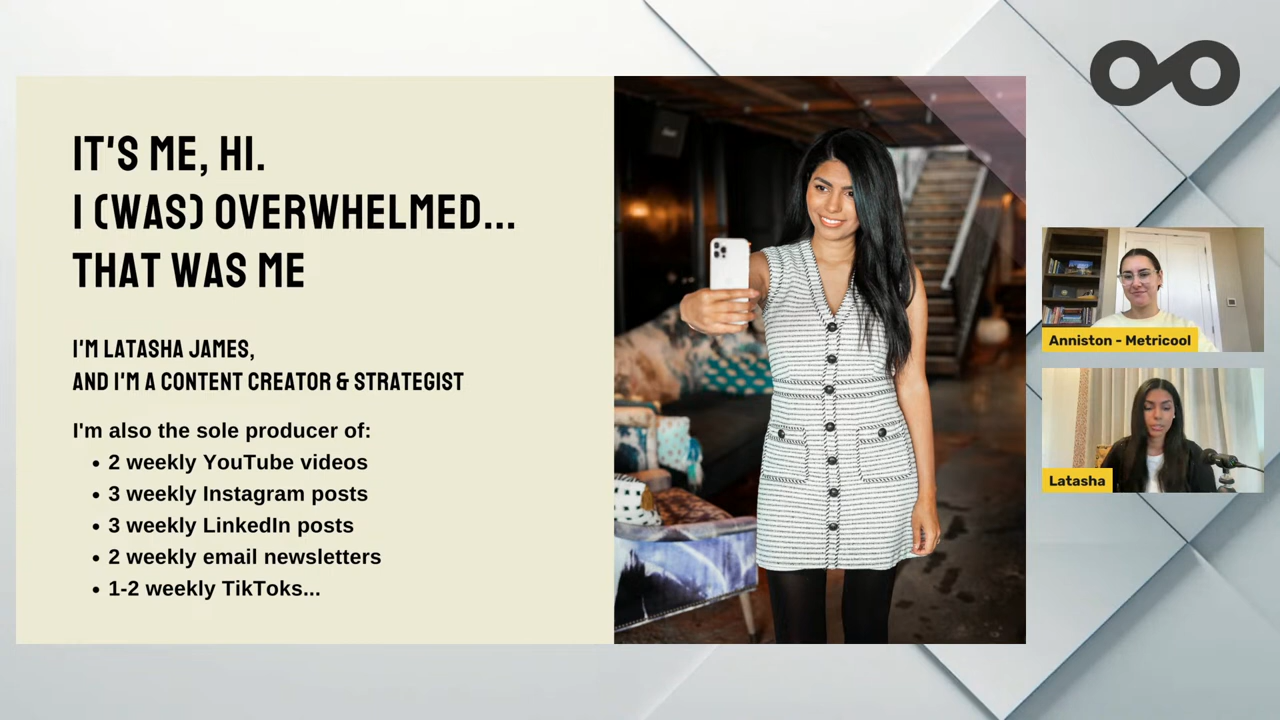 IT'S ME, HI.
I (WAS) OVERWHELMED...
THAT WAS ME
I'M LATASHA JAMES,
AND I'M A CONTENT CREATOR & STRATEGIST
I'm also the sole producer of:
• 2 weekly YouTube videos
• 3 weekly Instagram posts
• 3 weekly LinkedIn posts
• 2 weekly email newsletters
• 1-2 weekly TikToks...
Anniston - Metricool
Latasha